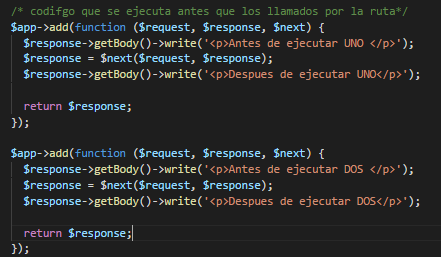 /* codifgo que se ejecuta antes que los llamados por la ruta*/
$app->add(function ($request, $response, $next) {
  $response->getBody()->write('<p>Antes de ejecutar UNO </p>');
  $response = $next($request, $response);
  $response->getBody()->write('<p>Despues de ejecutar UNO</p>');

  return $response;
});

$app->add(function ($request, $response, $next) {
  $response->getBody()->write('<p>Antes de ejecutar DOS </p>');
  $response = $next($request, $response);
  $response->getBody()->write('<p>Despues de ejecutar DOS</p>');

  return $response;
});